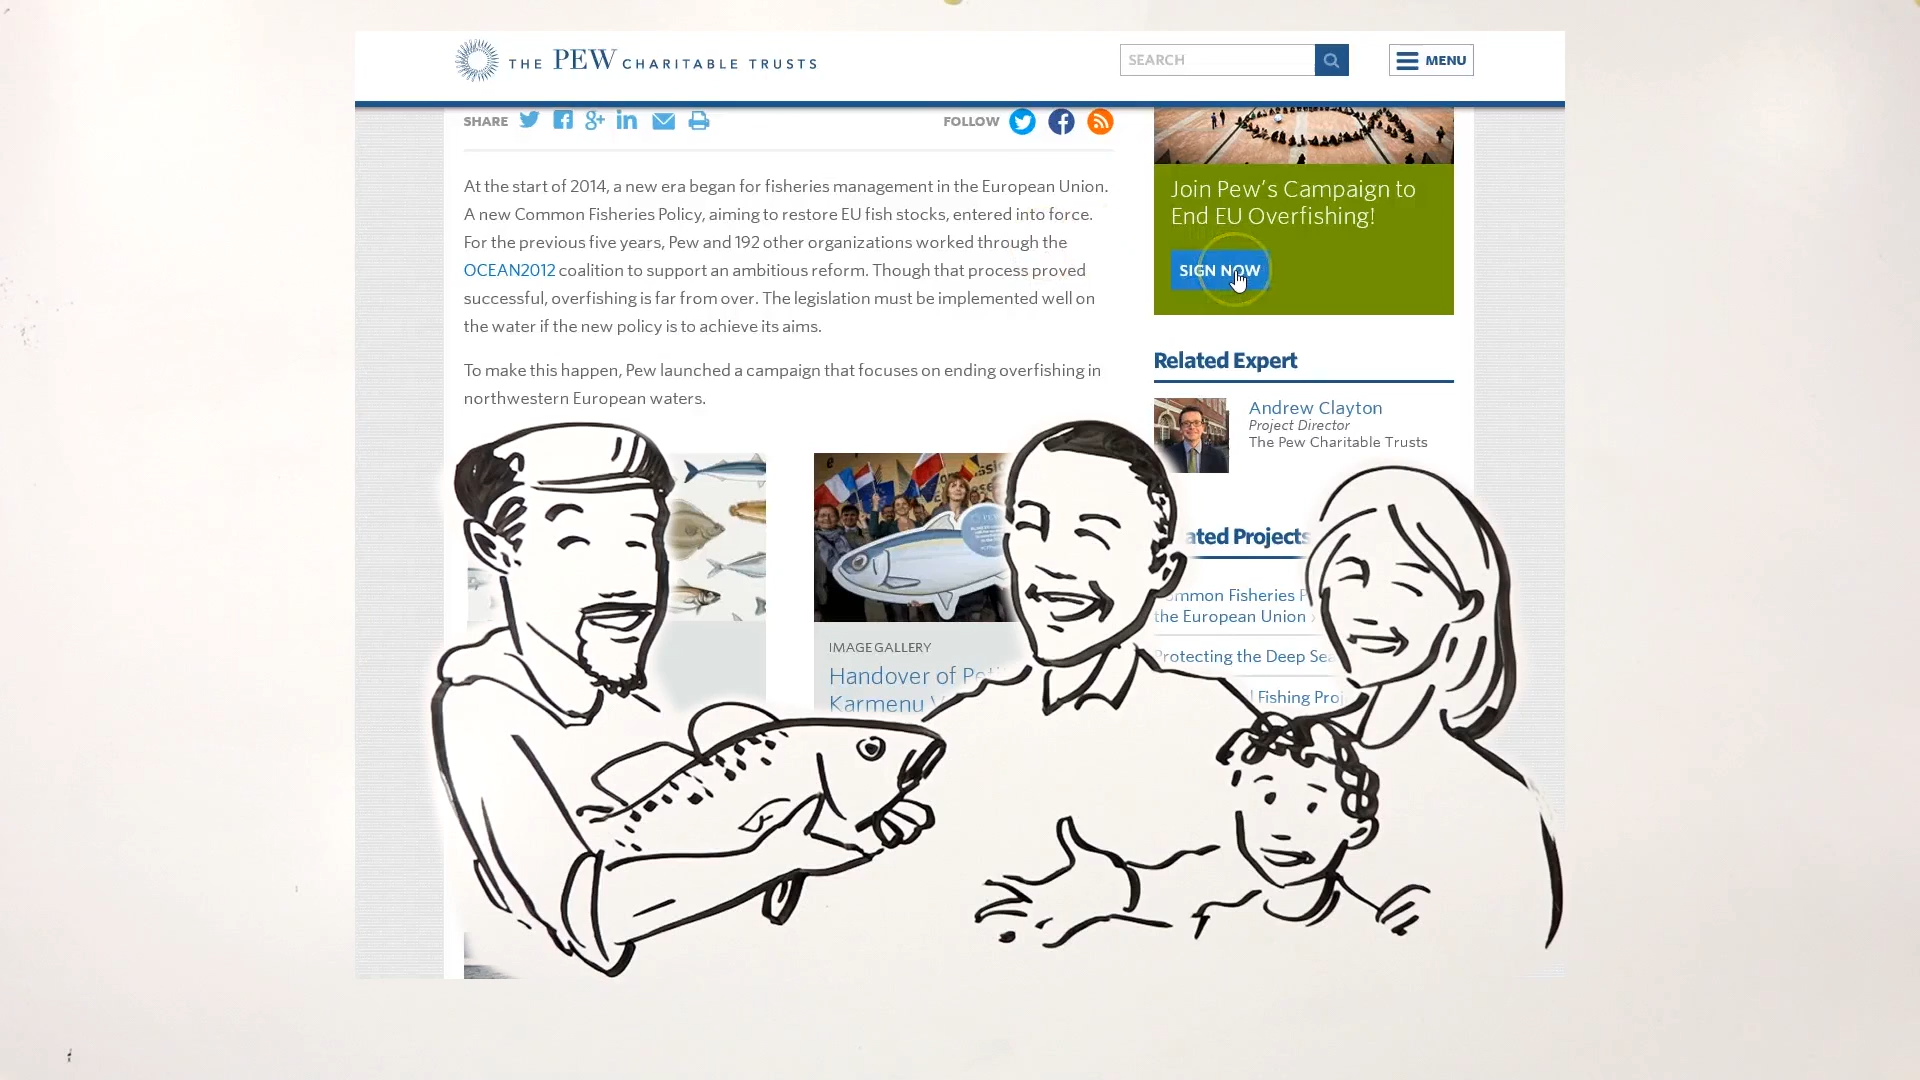 THE PEW CHARITABLE TRUSTS
SEARCH
MENU
SHARE
FOLLOW
At the start of 2014, a new era began for fisheries management in the European Union.
A new Common Fisheries Policy, aiming to restore EU fish stocks, entered into force.
For the previous five years, Pew and 192 other organizations worked through the
OCEAN2012 coalition to support an ambitious reform. Though that process proved
successful, overfishing is far from over. The legislation must be implemented well on
the water if the new policy is to achieve its aims.
To make this happen, Pew launched a campaign that focuses on ending overfishing in
northwestern European waters.
IMAGE GALLERY
Handover of
Karmenu
Join Pew's Campaign to
End EU Overfishing!
SIGN NOW
Related Expert
Andrew Clayton
Project Director
The Pew Charitable Trusts
Projects
Fisheries
the European Union ›
Protecting the Deep
Fishing